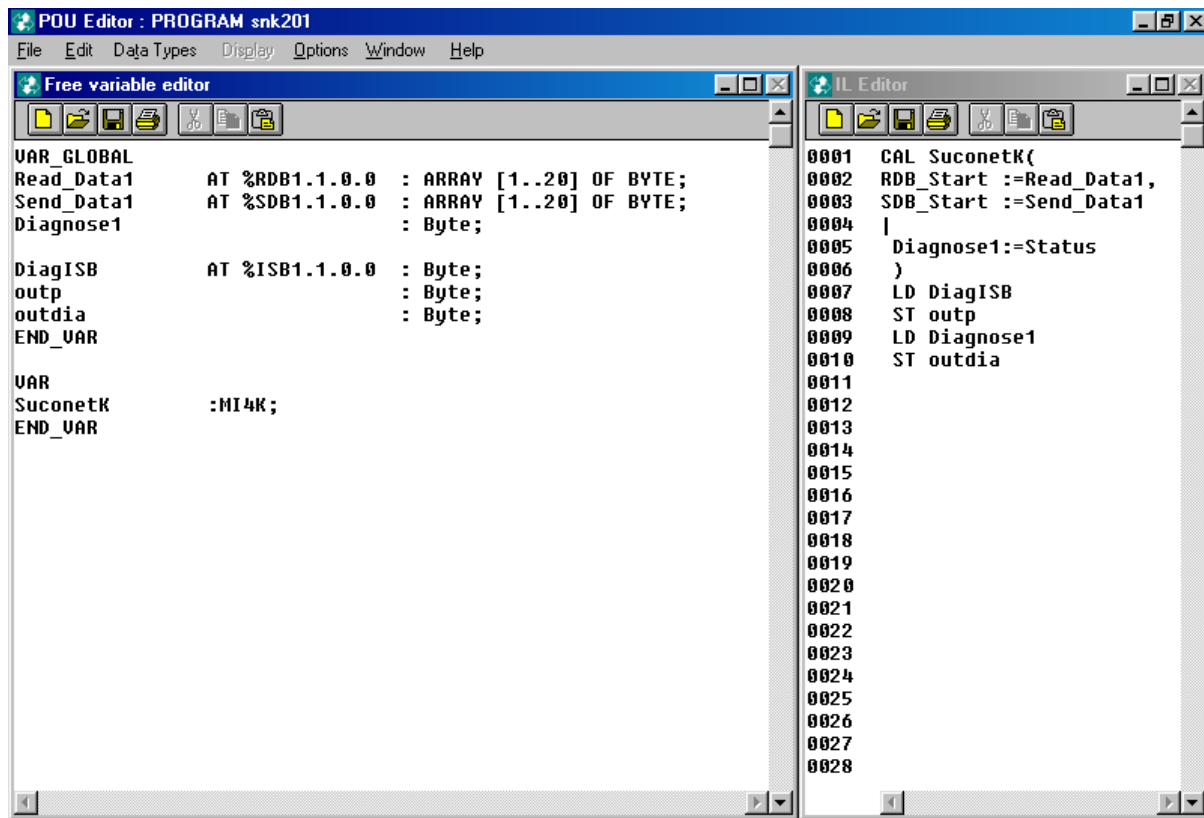 POU Editor : PROGRAM snk201
File Edit Data Types Display Options Window Help
Free variable editor
VAR_GLOBAL
Read_Data1 AT %RDB1.1.0.0 : ARRAY [1..20] OF BYTE;
Send_Data1 AT %SDB1.1.0.0 : ARRAY [1..20] OF BYTE;
Diagnose1 : Byte;
DiagISB AT %ISB1.1.0.0 : Byte;
outp : Byte;
outdia : Byte;
END_VAR
VAR
SuconetK :MI4K;
END_VAR
IL Editor
0001 CAL SuconetK(
0002 RDB_Start :=Read_Data1,
0003 SDB_Start :=Send_Data1
0004 |
0005 Diagnose1:=Status
0006 )
0007 LD DiagISB
0008 ST outp
0009 LD Diagnose1
0010 ST outdia
0011
0012
0013
0014
0015
0016
0017
0018
0019
0020
0021
0022
0023
0024
0025
0026
0027
0028